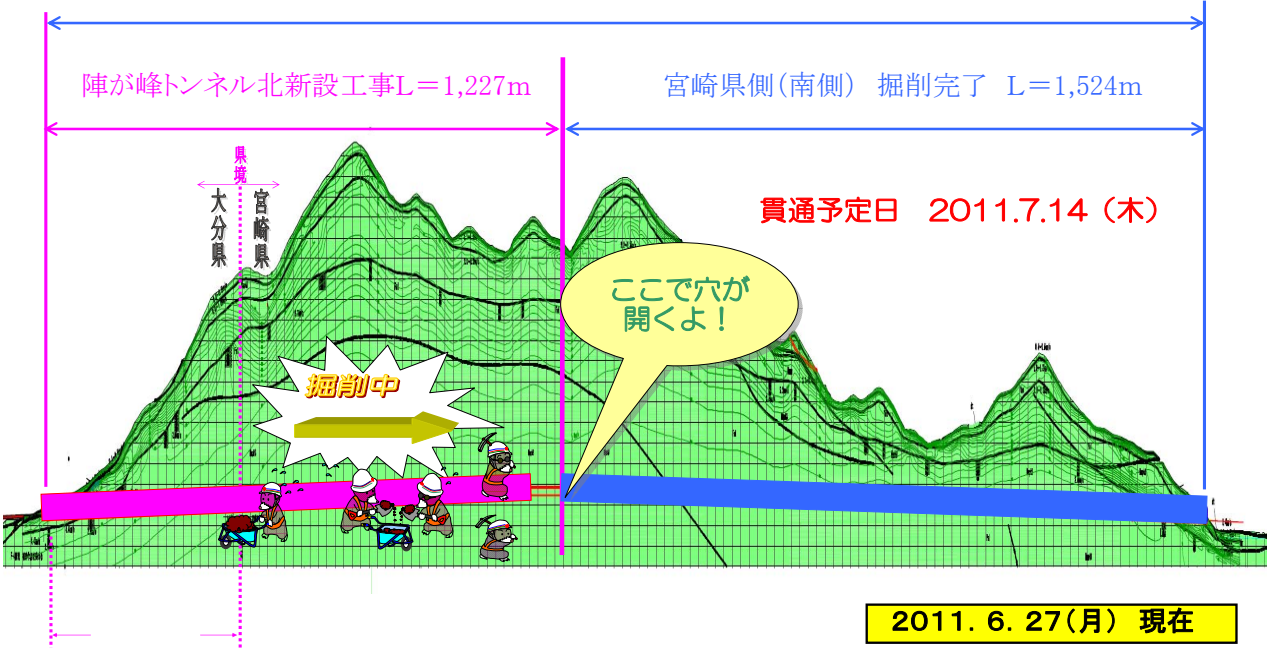 陣が峰トンネル北新設工事L＝1,227m
宮崎県側(南側)　掘削完了　L＝1,524m
県境
大分県
宮崎県
貫通予定日　2011.7.14（木）
ここで穴が
開くよ！
掘削中
2011. 6. 27(月)　現在